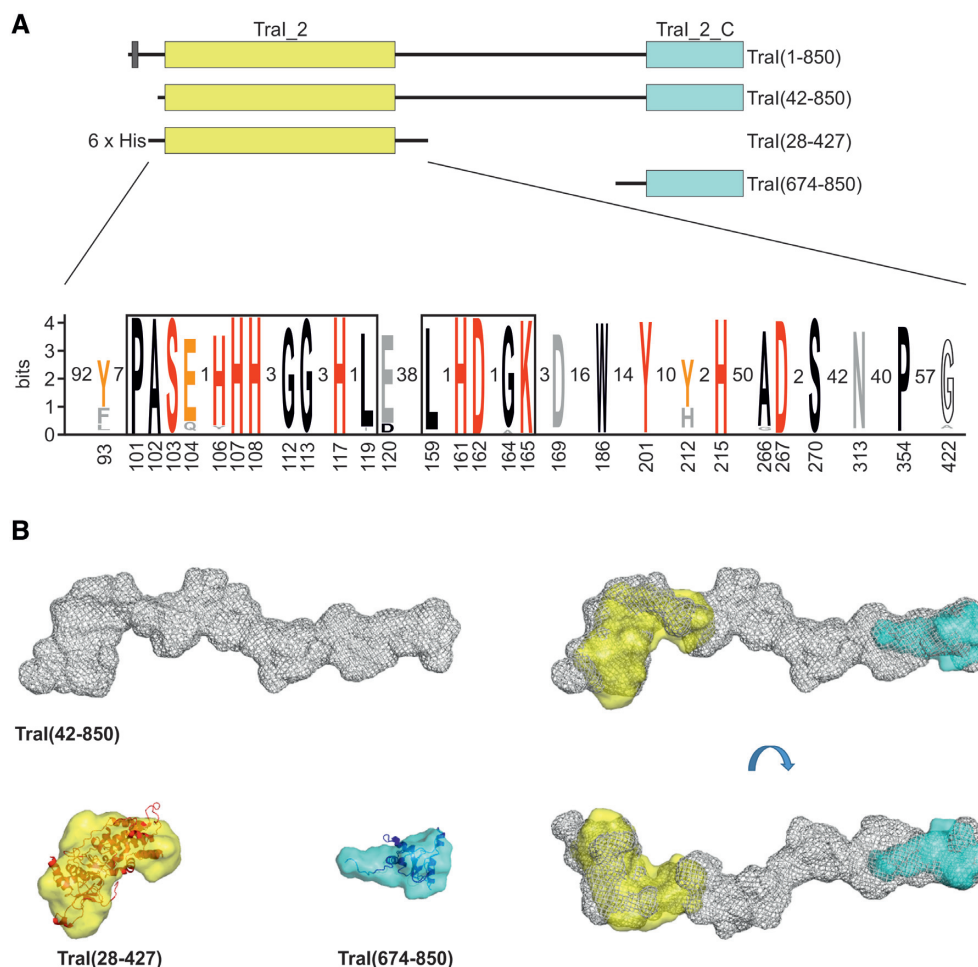 A
TraI_2
TraI_2_C
TraI(1-850)
TraI(42-850)
6 x His
TraI(28-427)
TraI(674-850)
bits
4
3
2
1
0
92 Y F L 7 P A S E Q 1 H H H 3 G G 3 H 1 L E D 38 L 1 H D 1 G K 3 D 16 W 14 Y 10 Y H 2 H 50 A D 2 S 42 N 40 P 57 G
93 101 102 103 104 106 107 108 112 113 117 119 120 159 161 162 164 165 169 186 201 212 215 266 267 270 313 354 422
B
TraI(42-850)
TraI(28-427)
TraI(674-850)